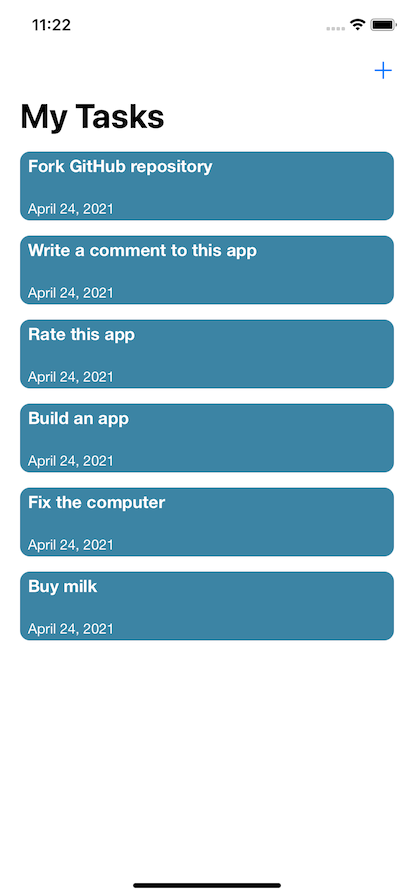 11:22
My Tasks
Fork GitHub repository
April 24, 2021
Write a comment to this app
April 24, 2021
Rate this app
April 24, 2021
Build an app
April 24, 2021
Fix the computer
April 24, 2021
Buy milk
April 24, 2021